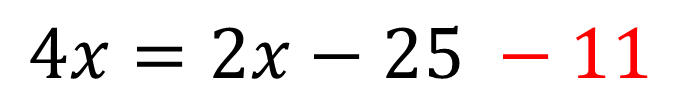 4x = 2x − 25 − 11